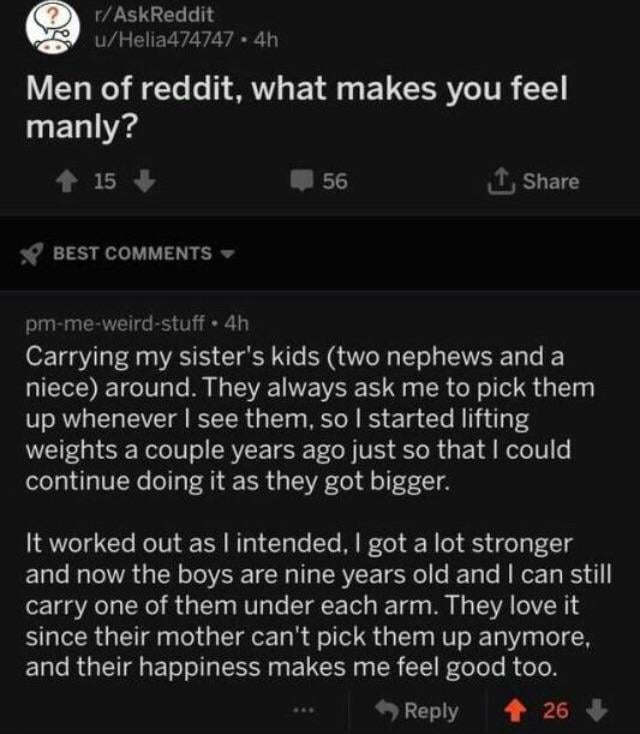 r/AskReddit
u/Helia474747 • 4h
Men of reddit, what makes you feel
manly?
15 56 Share
BEST COMMENTS
pm-me-weird-stuff • 4h
Carrying my sister's kids (two nephews and a
niece) around. They always ask me to pick them
up whenever I see them, so I started lifting
weights a couple years ago just so that I could
continue doing it as they got bigger.
It worked out as I intended, I got a lot stronger
and now the boys are nine years old and I can still
carry one of them under each arm. They love it
since their mother can't pick them up anymore,
and their happiness makes me feel good too.
... Reply 26